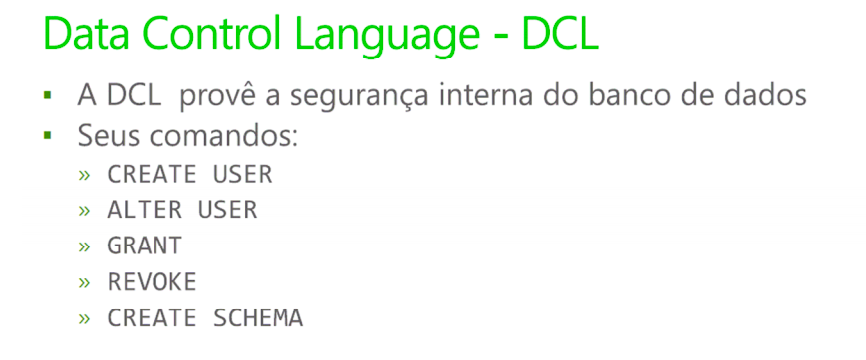 Data Control Language - DCL
▪ A DCL provê a segurança interna do banco de dados
▪ Seus comandos:
» CREATE USER
» ALTER USER
» GRANT
» REVOKE
» CREATE SCHEMA